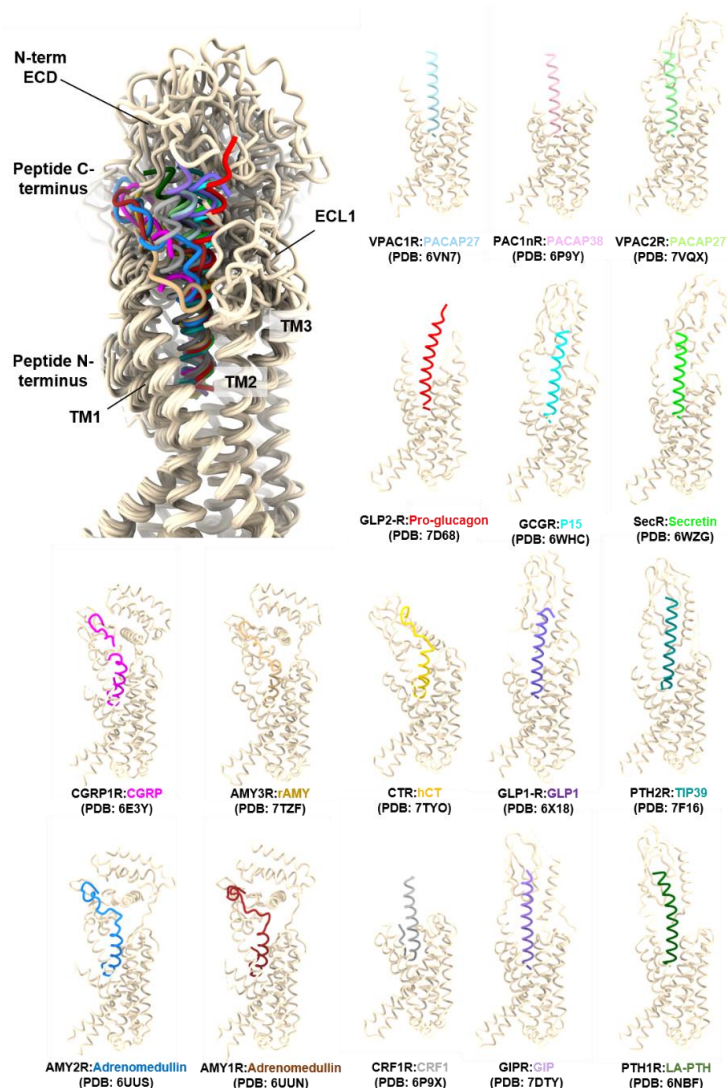 N-term
ECD
Peptide C-
terminus
ECL1
TM3
Peptide N-
terminus
TM2
TM1
VPAC1R:PACAP27
(PDB: 6VN7)
PAC1nR:PACAP38
(PDB: 6P9Y)
VPAC2R:PACAP27
(PDB: 7VQX)
GLP2-R:Pro-glucagon
(PDB: 7D68)
GCGR:P15
(PDB: 6WHC)
SecR:Secretin
(PDB: 6WZG)
CGRP1R:CGRP
(PDB: 6E3Y)
AMY3R:rAMY
(PDB: 7TZF)
CTR:hCT
(PDB: 7TYO)
GLP1-R:GLP1
(PDB: 6X18)
PTH2R:TIP39
(PDB: 7F16)
AMY2R:Adrenomedullin
(PDB: 6UUS)
AMY1R:Adrenomedullin
(PDB: 6UUN)
CRF1R:CRF1
(PDB: 6P9X)
GIPR:GIP
(PDB: 7DTY)
PTH1R:LA-PTH
(PDB: 6NBF)